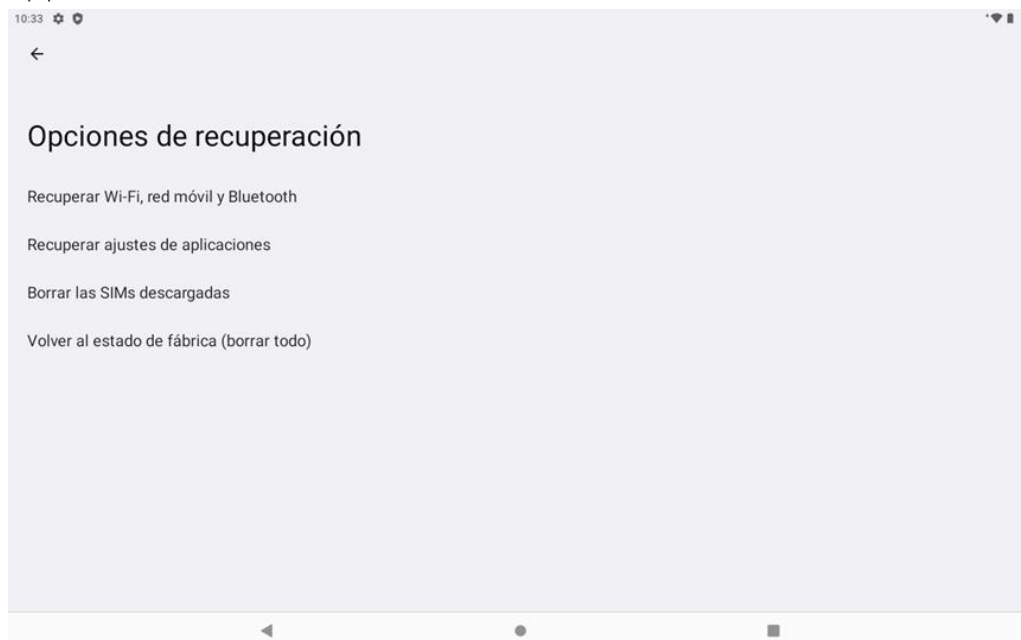 10:33
Opciones de recuperación
Recuperar Wi-Fi, red móvil y Bluetooth
Recuperar ajustes de aplicaciones
Borrar las SIMs descargadas
Volver al estado de fábrica (borrar todo)